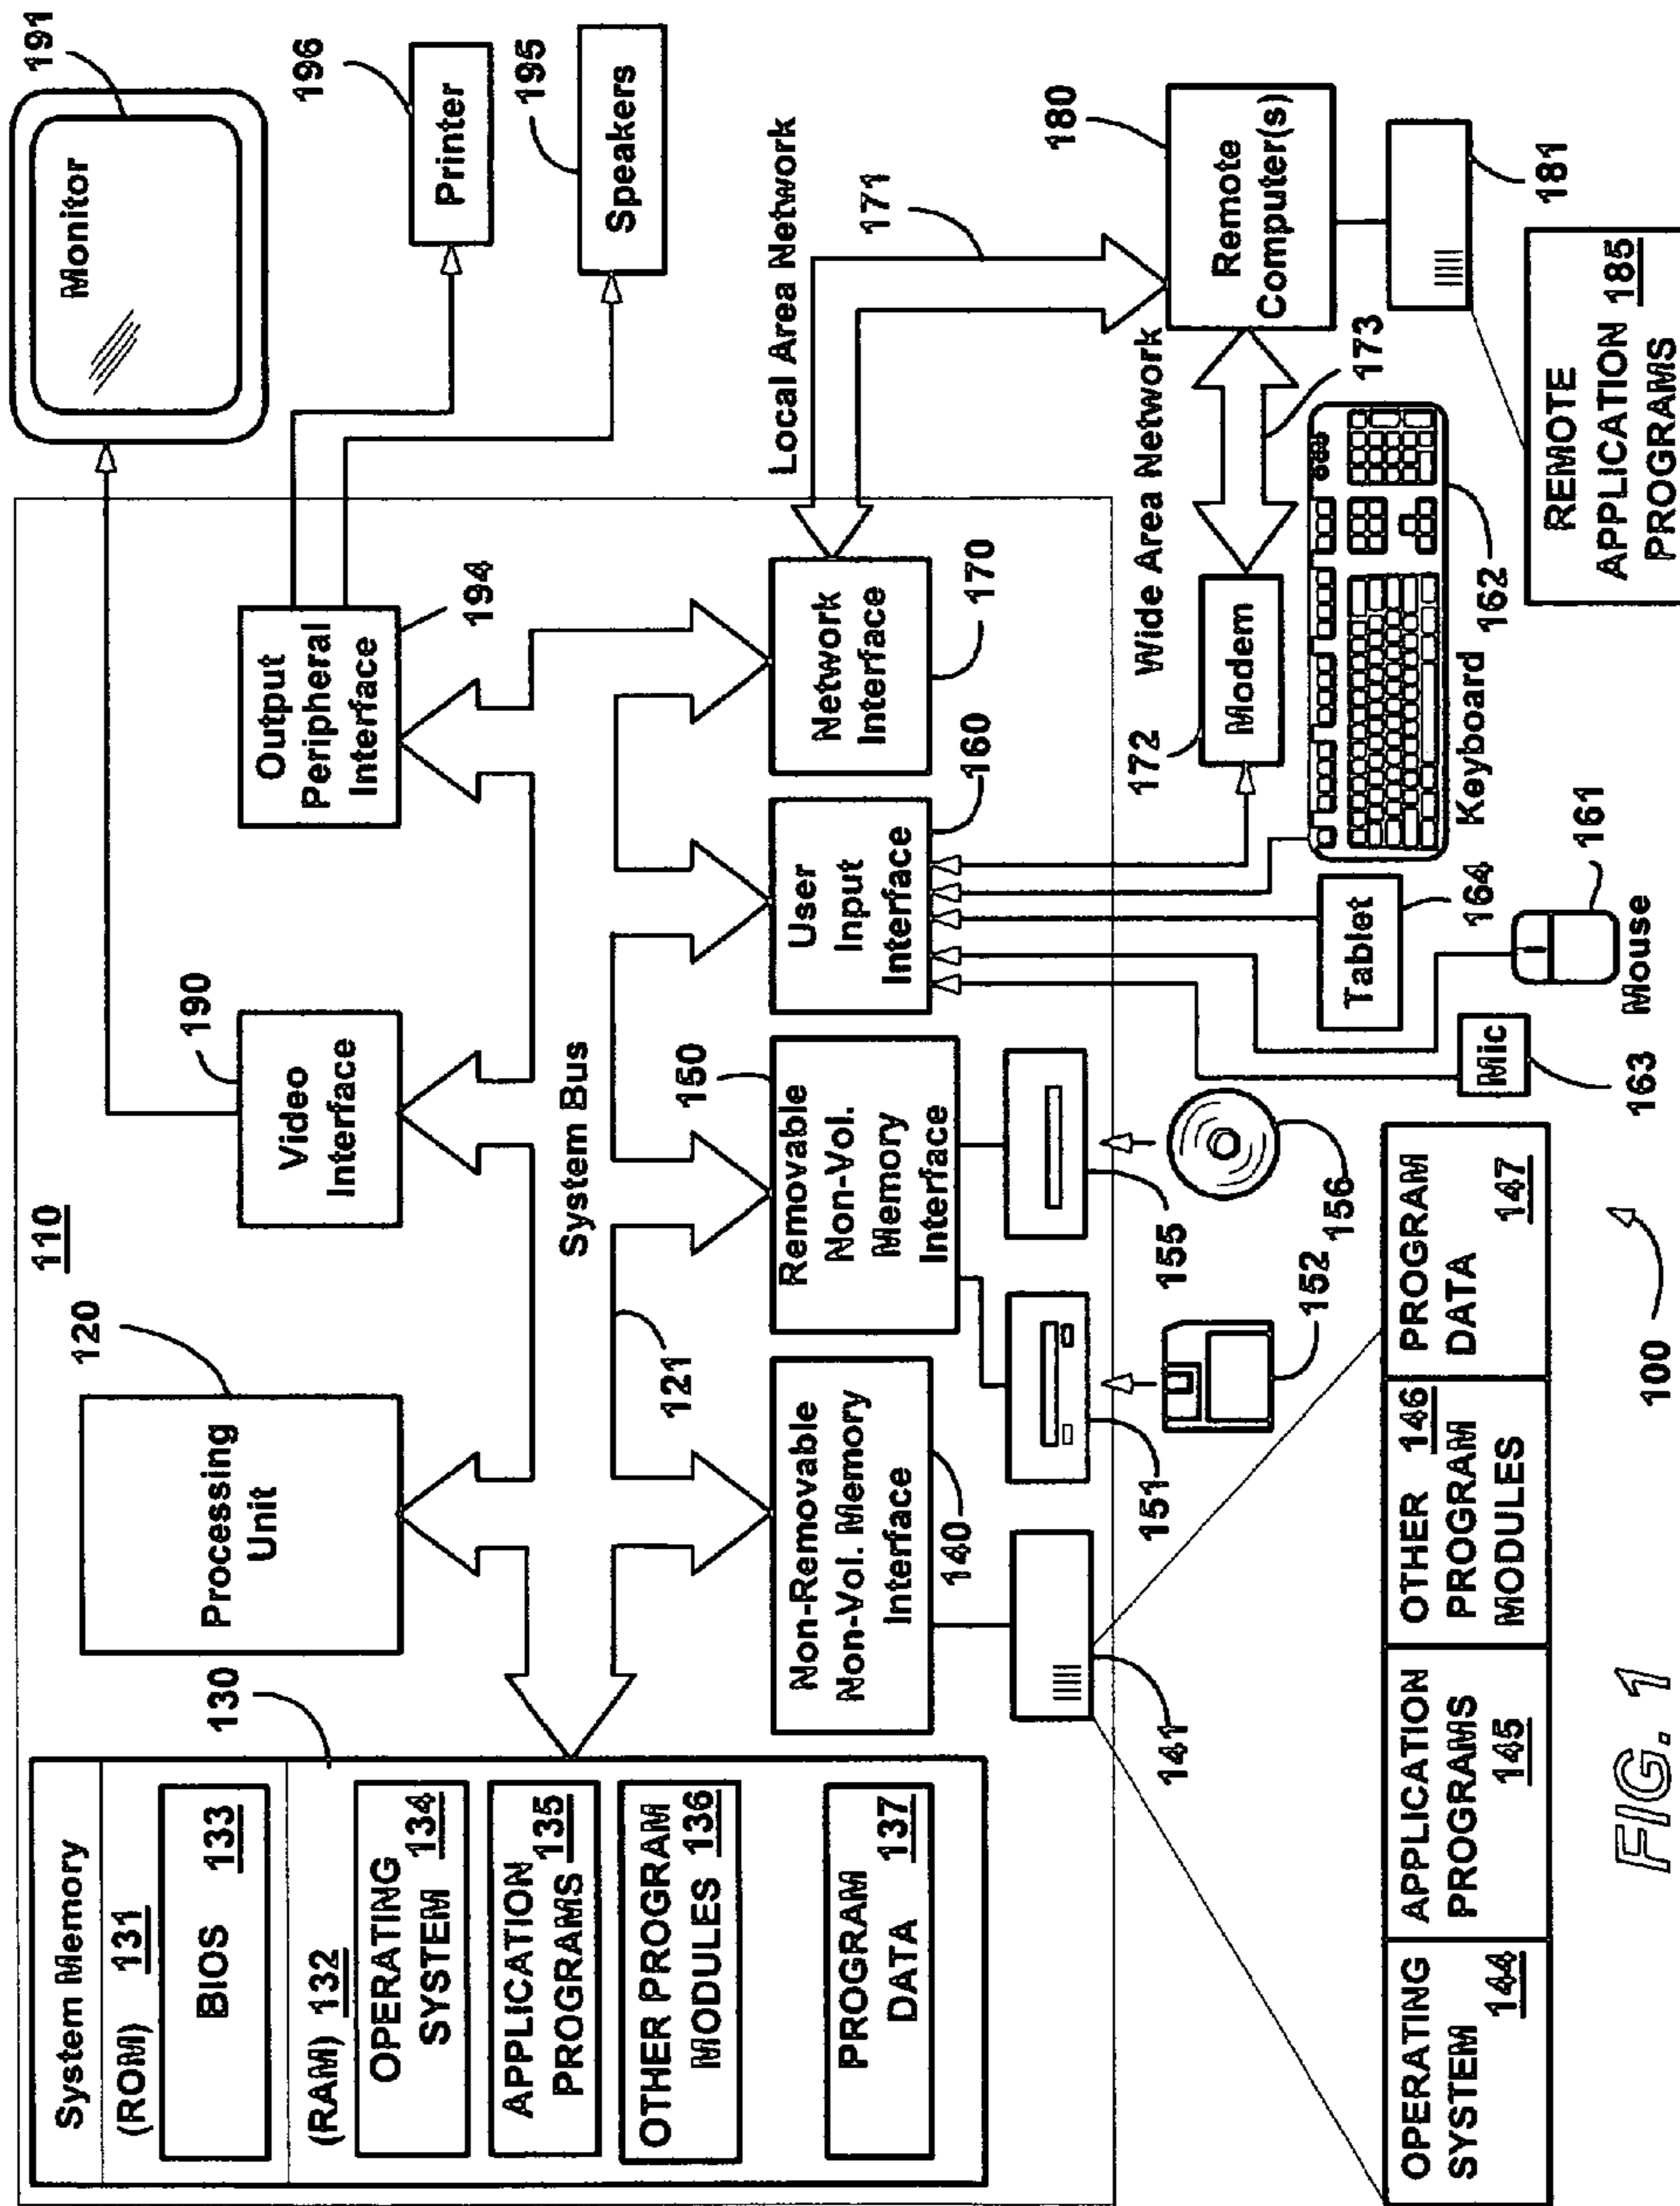 110
System Memory
(ROM) 131
BIOS 133
(RAM) 132
OPERATING
SYSTEM 134
APPLICATION
PROGRAMS 135
OTHER PROGRAM
MODULES 136
PROGRAM
DATA 137
130
Processing
Unit
120
Video
Interface
190
Output
Peripheral
Interface
194
Monitor
191
196
Printer
195
Speakers
System Bus
121
Non-Removable
Non-Vol. Memory
Interface
140
Removable
Non-Vol.
Memory
Interface
150
User
Input
Interface
160
Network
Interface
170
Local Area Network
171
141
151
152
155
156
172
Modem
Wide Area Network
173
Remote
Computer(s)
180
181
REMOTE
APPLICATION 185
PROGRAMS
Keyboard
162
Tablet
164
Mouse
161
Mic
163
OPERATING
SYSTEM
144
APPLICATION
PROGRAMS
145
OTHER 146
PROGRAM
MODULES
PROGRAM
DATA 147
100
FIG. 1